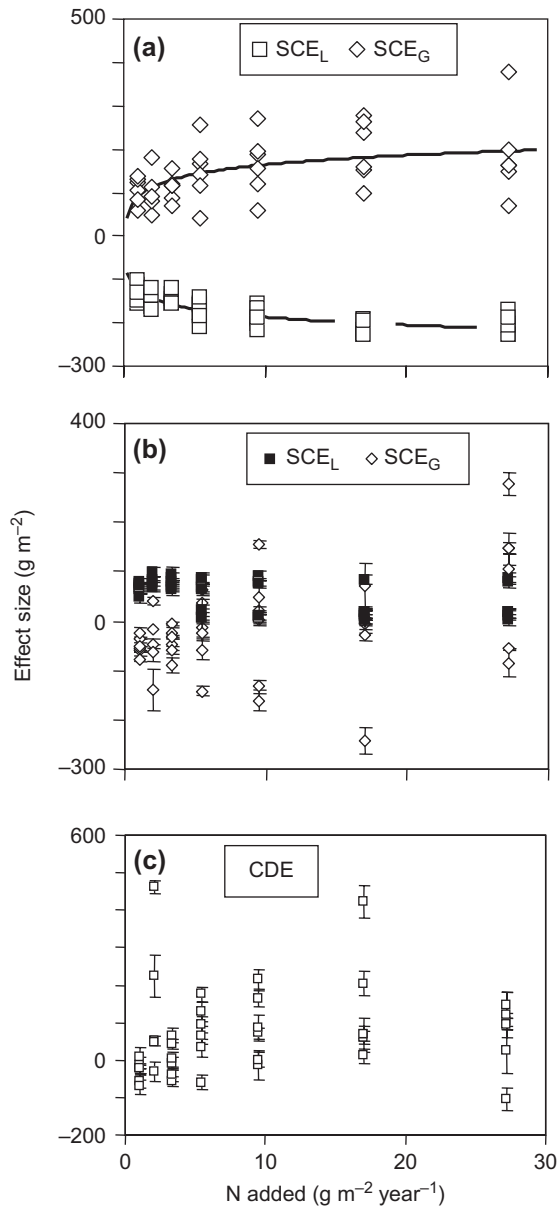 500
(a)
SCE_L SCE_G
0
–300
400
(b)
SCE_L SCE_G
Effect size (g m⁻²)
0
–300
600
(c)
CDE
0
–200
0 10 20 30
N added (g m⁻² year⁻¹)